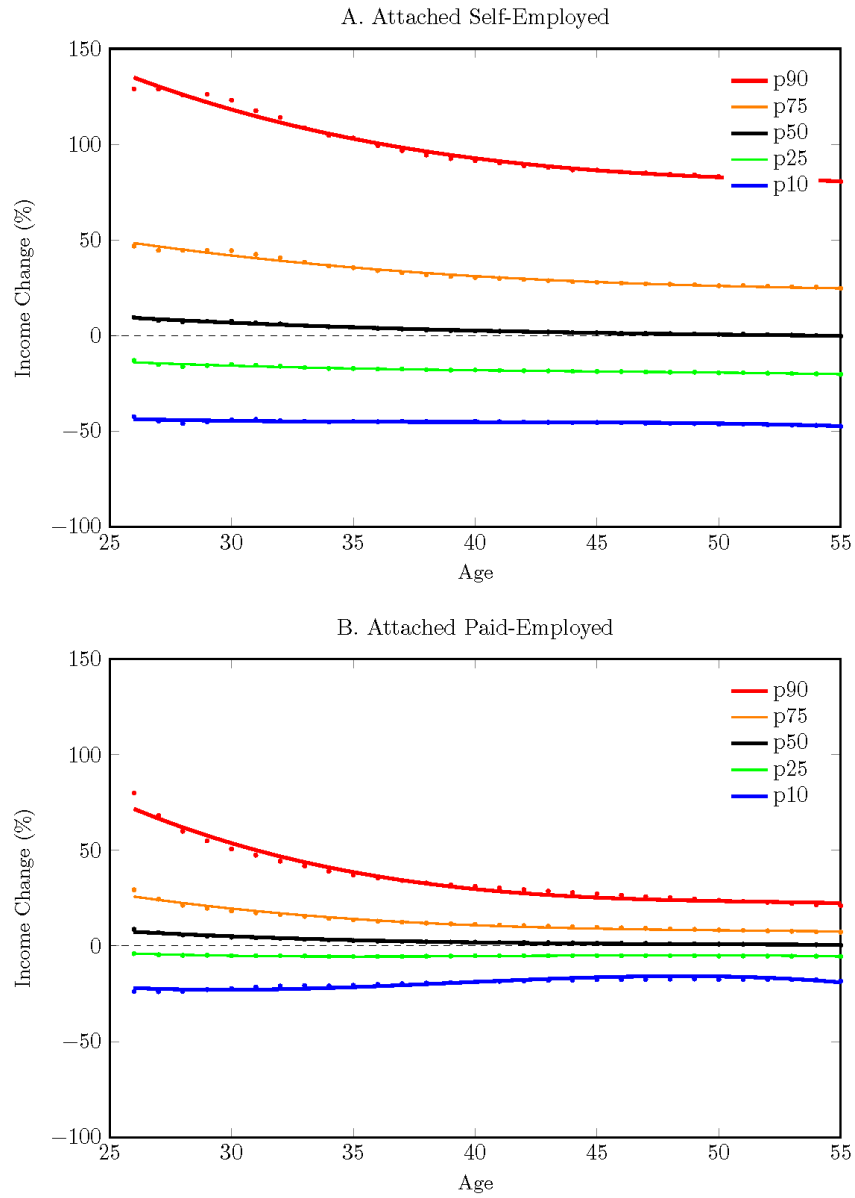 A. Attached Self-Employed
150
100
50
0
−50
−100
Income Change (%)
p90
p75
p50
p25
p10
25 30 35 40 45 50 55
Age
B. Attached Paid-Employed
150
100
50
0
−50
−100
Income Change (%)
p90
p75
p50
p25
p10
25 30 35 40 45 50 55
Age